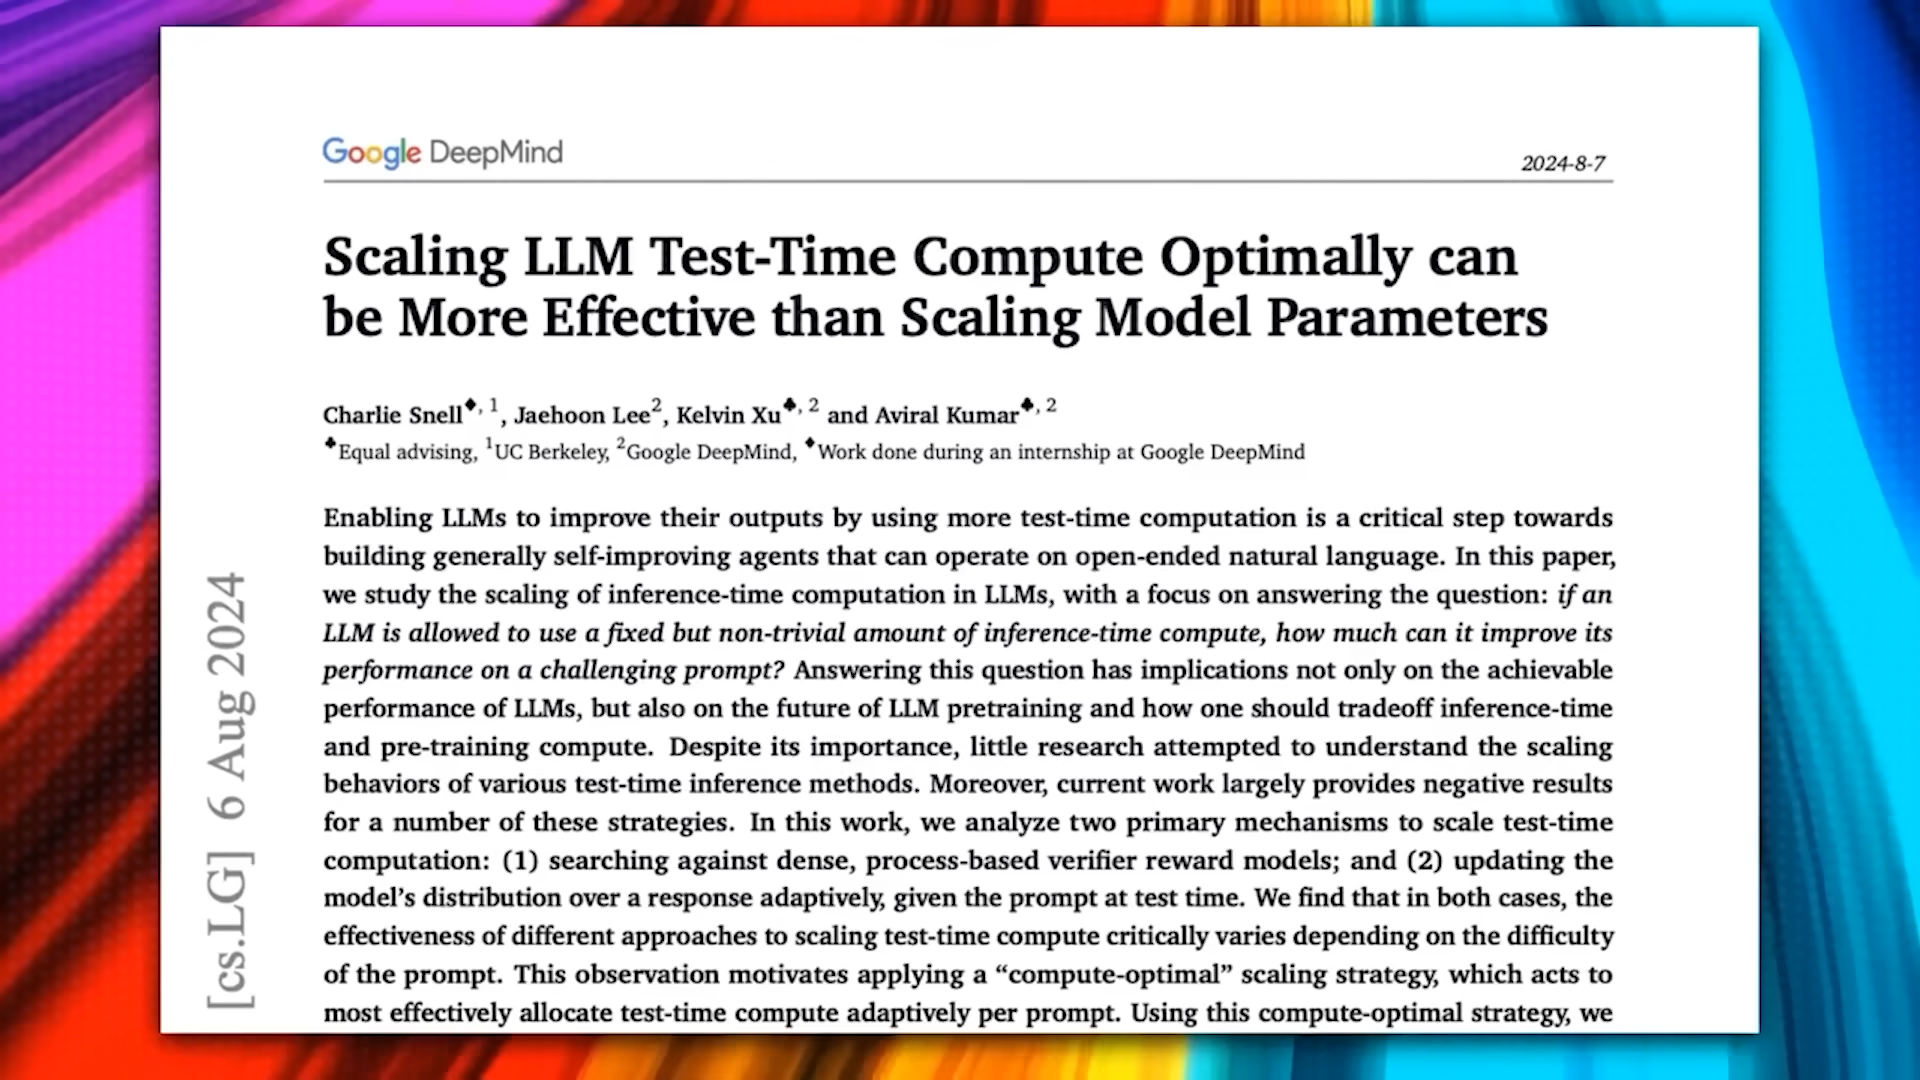 Google DeepMind
2024-8-7
Scaling LLM Test-Time Compute Optimally can
be More Effective than Scaling Model Parameters
Charlie Snell♦, 1, Jaehoon Lee2, Kelvin Xu♣, 2 and Aviral Kumar♣, 2
♣Equal advising, 1UC Berkeley, 2Google DeepMind, ♦Work done during an internship at Google DeepMind
Enabling LLMs to improve their outputs by using more test-time computation is a critical step towards
building generally self-improving agents that can operate on open-ended natural language. In this paper,
we study the scaling of inference-time computation in LLMs, with a focus on answering the question: if an
LLM is allowed to use a fixed but non-trivial amount of inference-time compute, how much can it improve its
performance on a challenging prompt? Answering this question has implications not only on the achievable
performance of LLMs, but also on the future of LLM pretraining and how one should tradeoff inference-time
and pre-training compute. Despite its importance, little research attempted to understand the scaling
behaviors of various test-time inference methods. Moreover, current work largely provides negative results
for a number of these strategies. In this work, we analyze two primary mechanisms to scale test-time
computation: (1) searching against dense, process-based verifier reward models; and (2) updating the
model’s distribution over a response adaptively, given the prompt at test time. We find that in both cases, the
effectiveness of different approaches to scaling test-time compute critically varies depending on the difficulty
of the prompt. This observation motivates applying a “compute-optimal” scaling strategy, which acts to
most effectively allocate test-time compute adaptively per prompt. Using this compute-optimal strategy, we
[cs.LG] 6 Aug 2024